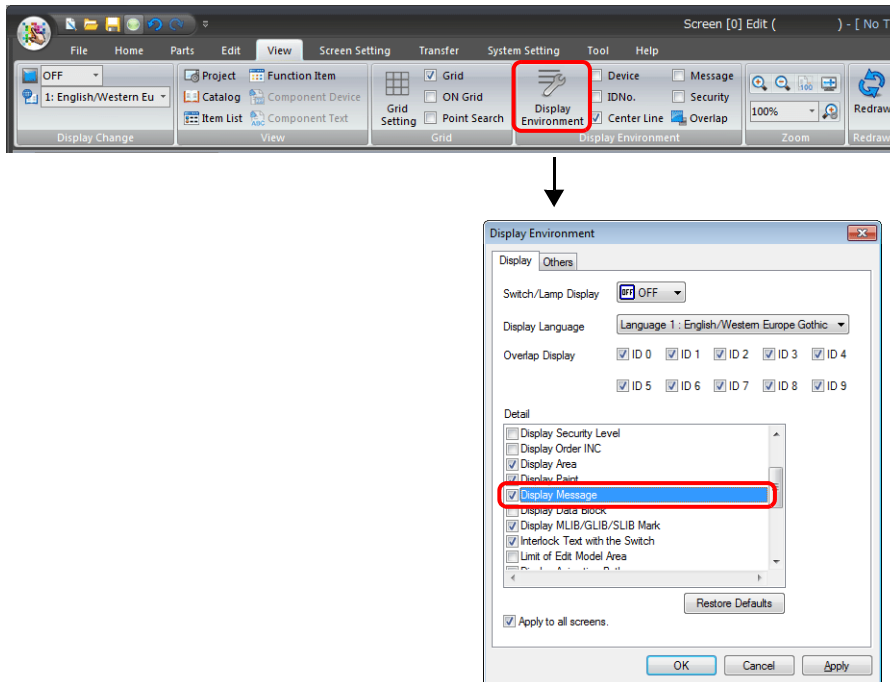 Screen [0] Edit ( ) - [ No T
File Home Parts Edit View Screen Setting Transfer System Setting Tool Help
OFF
1: English/Western Eu
Display Change
Project Function Item
Catalog Component Device
Item List Component Text
View
Grid Setting
Grid
ON Grid
Point Search
Grid
Display Environment
Device Message
IDNo. Security
Center Line Overlap
Display Environment
100
100%
Zoom
Redraw
Redraw
Display Environment
Display Others
Switch/Lamp Display OFF OFF
Display Language Language 1 : English/Western Europe Gothic
Overlap Display ID 0 ID 1 ID 2 ID 3 ID 4
ID 5 ID 6 ID 7 ID 8 ID 9
Detail
Display Security Level
Display Order INC
Display Area
Display Paint
Display Message
Display Data Block
Display MLIB/GLIB/SLIB Mark
Interlock Text with the Switch
Limit of Edit Model Area
Restore Defaults
Apply to all screens.
OK Cancel Apply